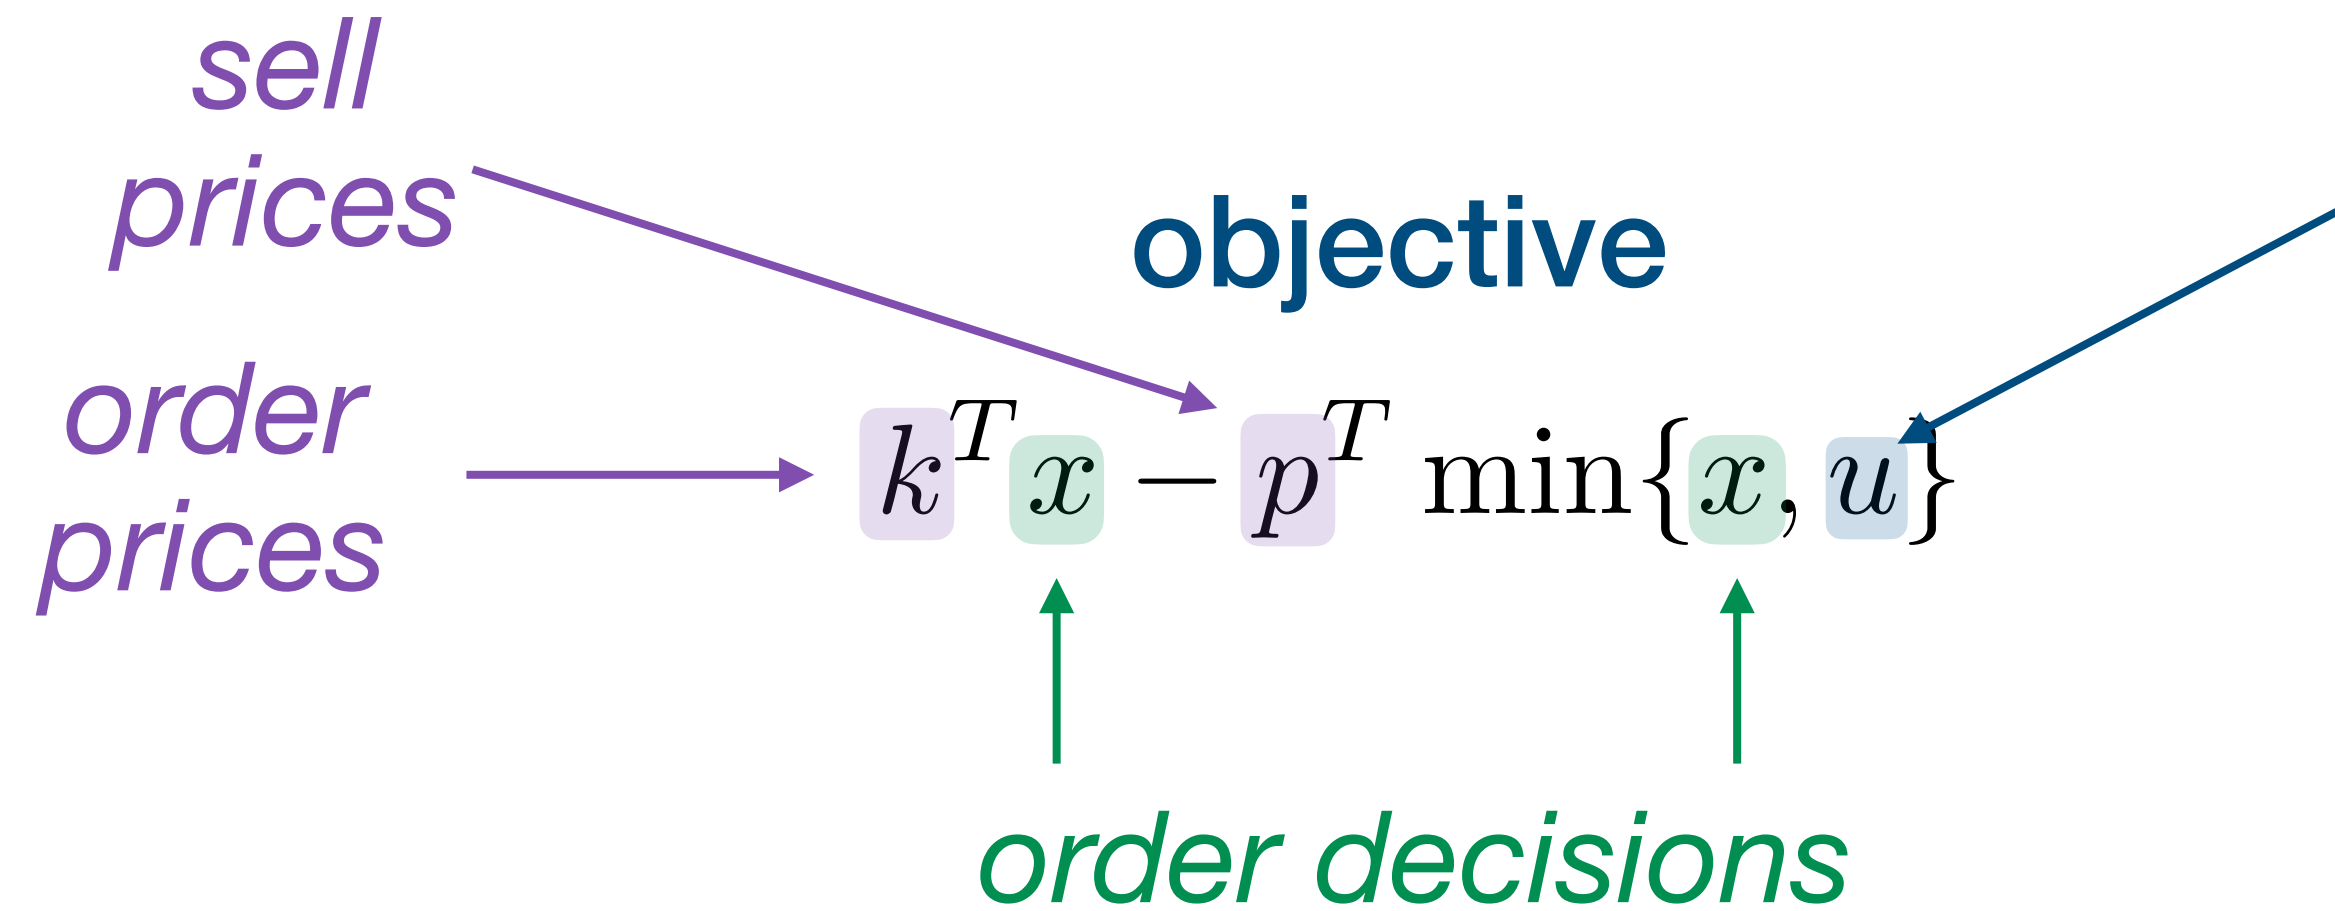 sell
prices
objective
order
prices
k^T x − p^T min{x, u}
order decisions